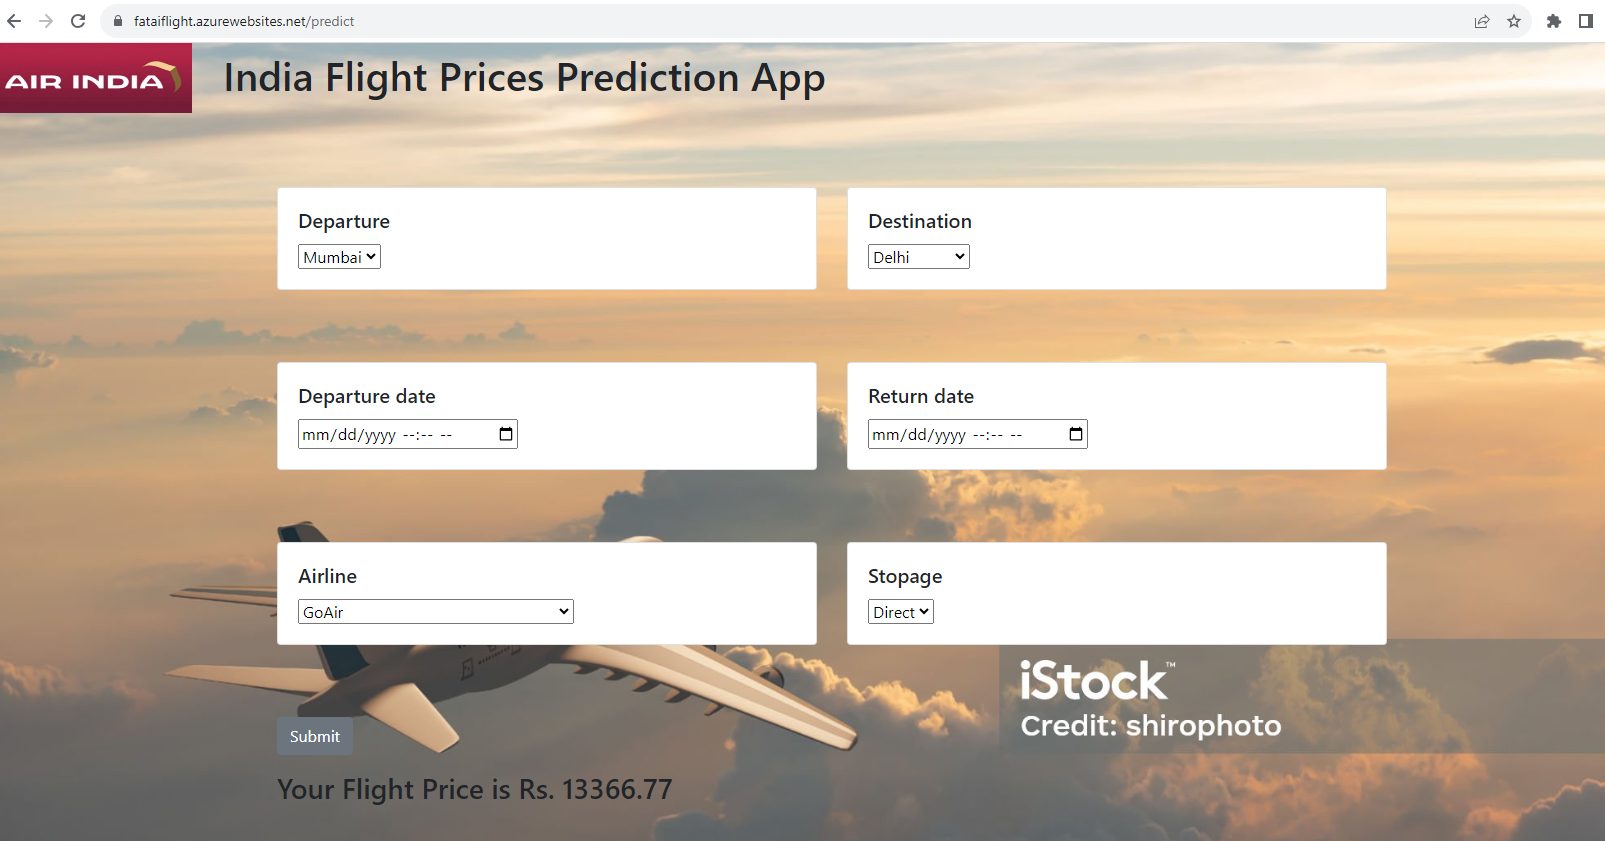 fataiflight.azurewebsites.net/predict
AIR INDIA
India Flight Prices Prediction App
Departure
Mumbai
Destination
Delhi
Departure date
mm/dd/yyyy --:-- --
Return date
mm/dd/yyyy --:-- --
Airline
GoAir
Stopage
Direct
iStock™
Credit: shirophoto
Submit
Your Flight Price is Rs. 13366.77